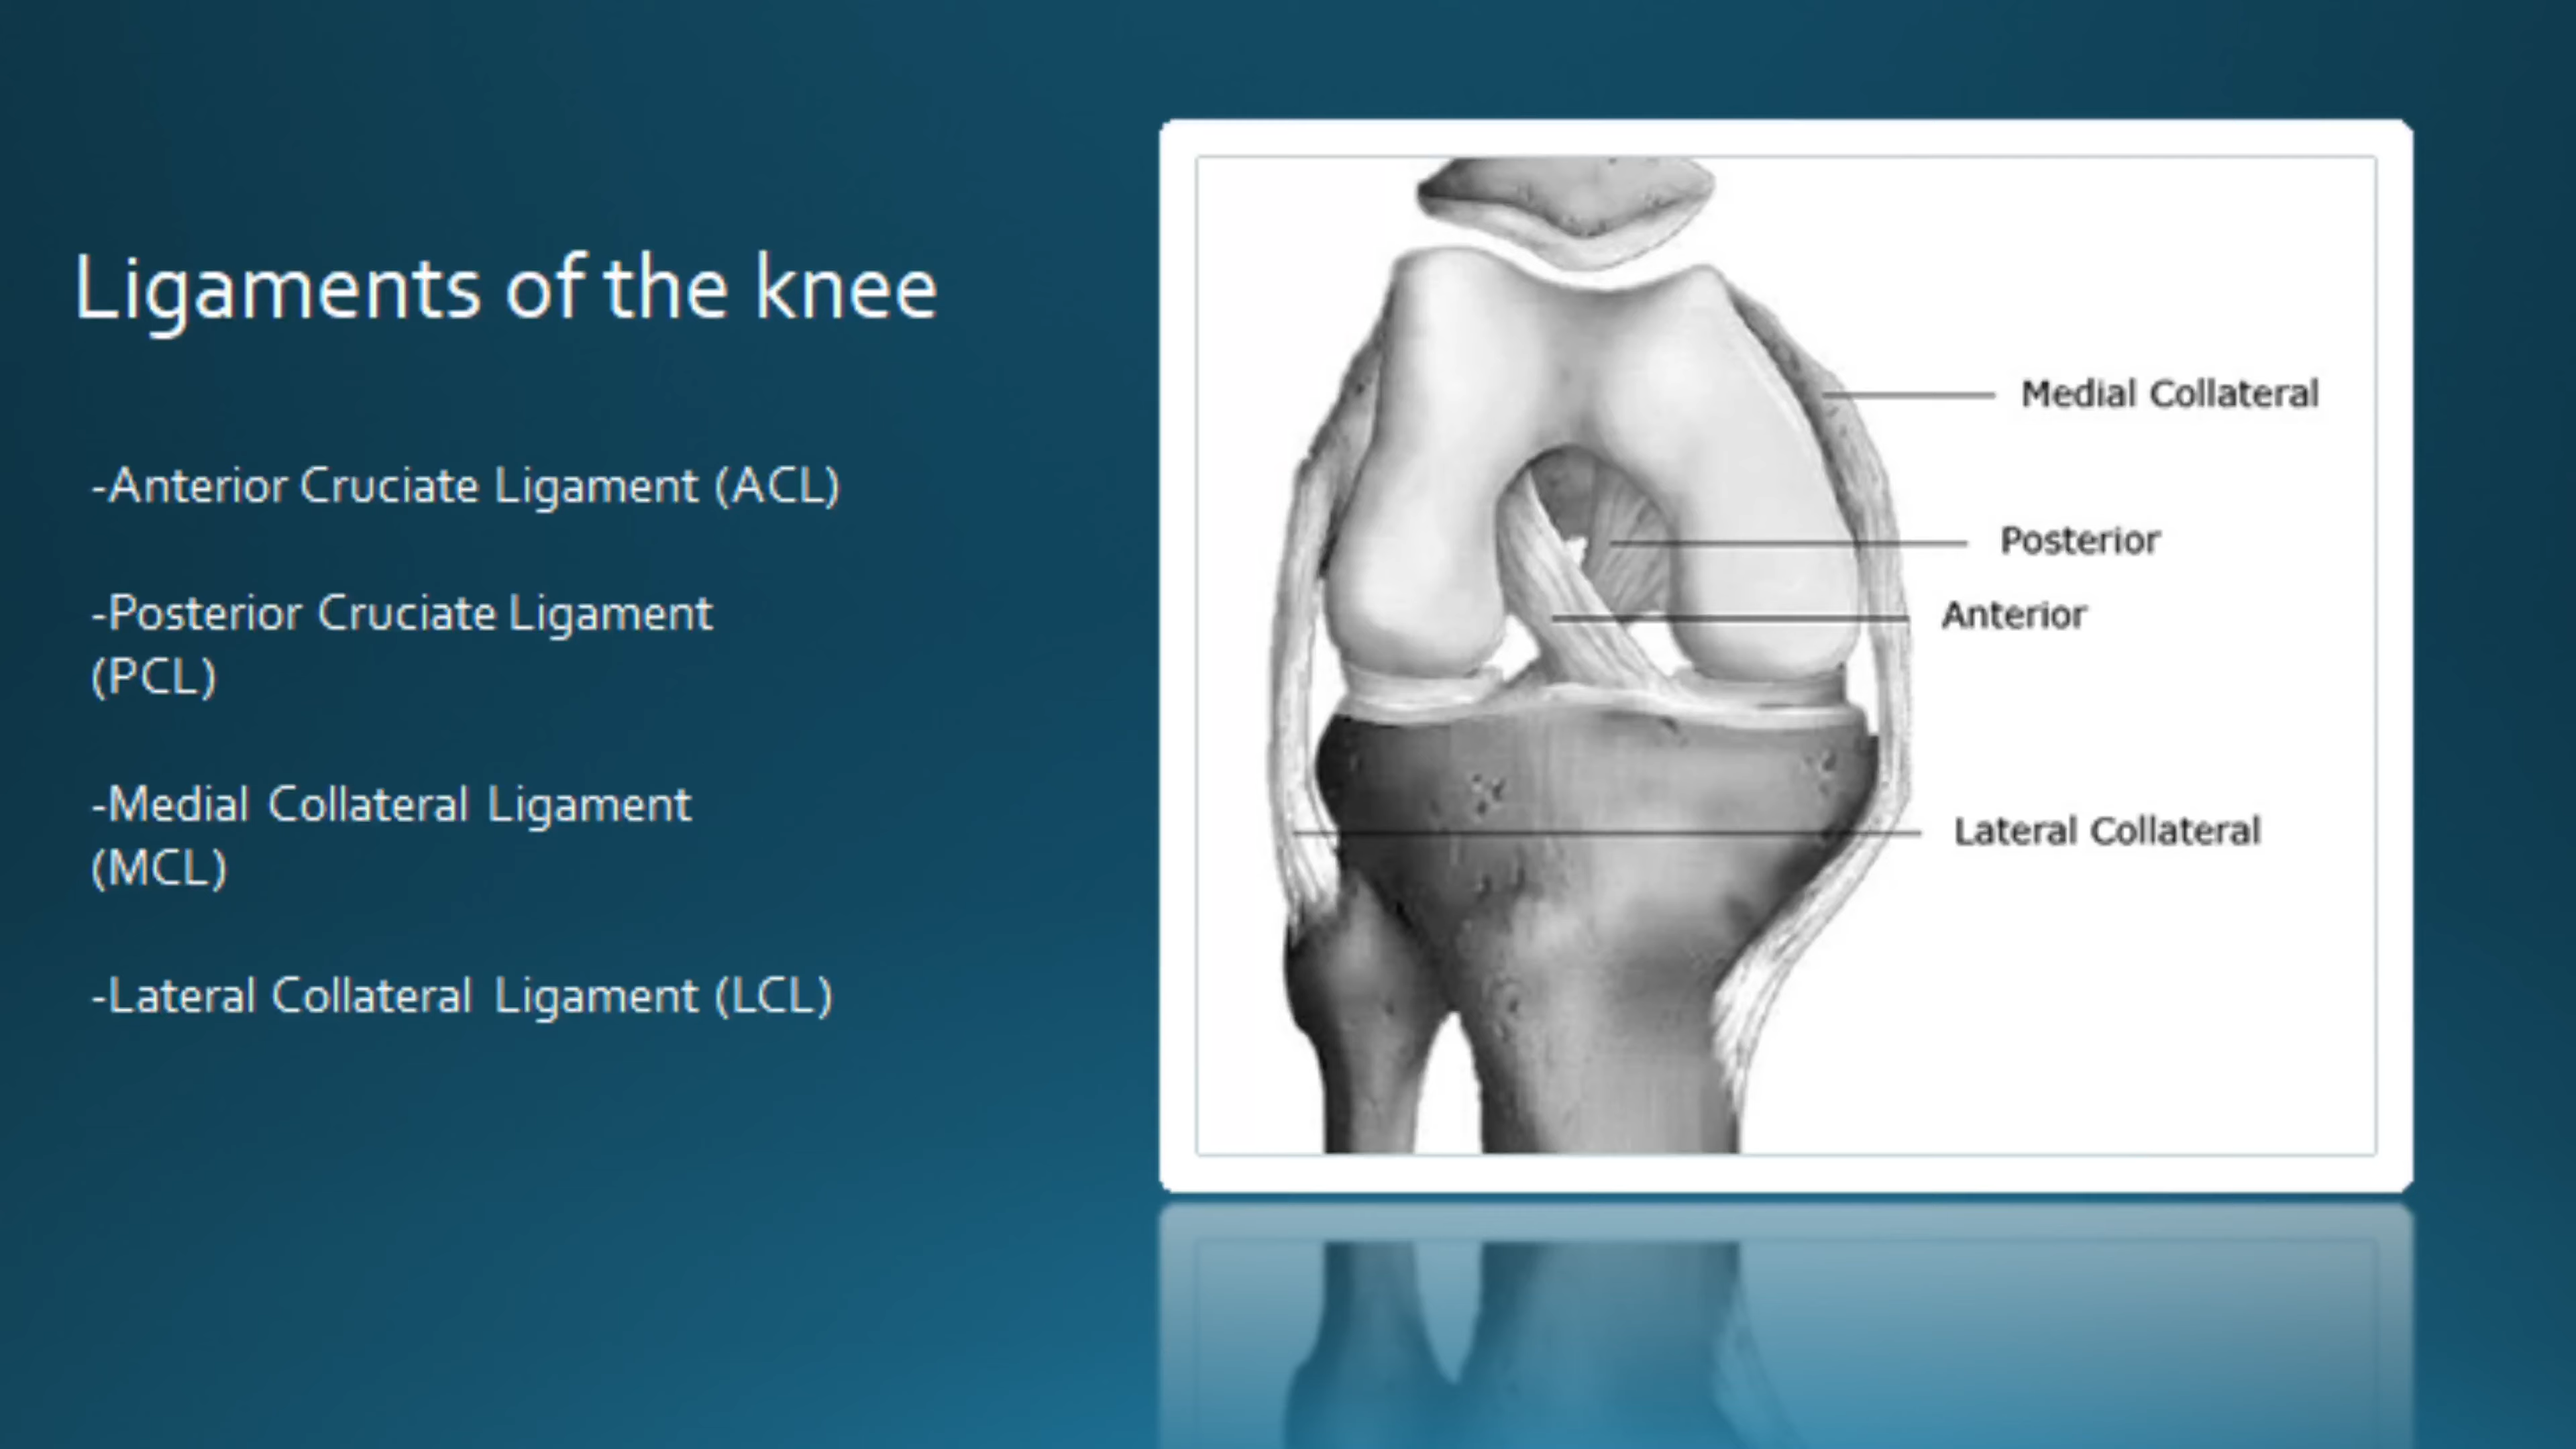 Ligaments of the knee
-Anterior Cruciate Ligament (ACL)
-Posterior Cruciate Ligament
(PCL)
-Medial Collateral Ligament
(MCL)
-Lateral Collateral Ligament (LCL)
Medial Collateral
Posterior
Anterior
Lateral Collateral